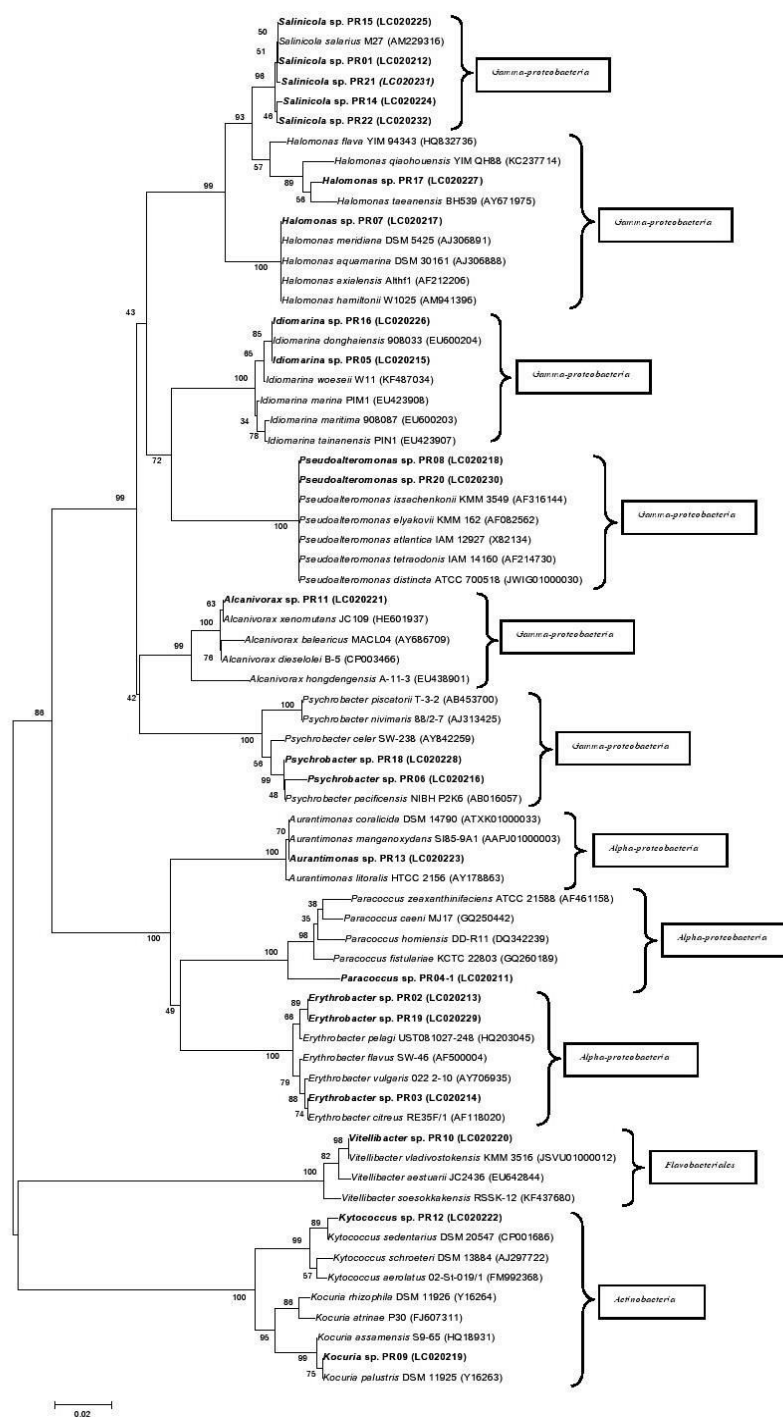 Salinicola sp. PR15 (LC020225)
Salinicola salarius M27 (AM229316)
Salinicola sp. PR01 (LC020212)
Salinicola sp. PR21 (LC020231)
Salinicola sp. PR14 (LC020224)
Salinicola sp. PR22 (LC020232)
50
51
96
46
Gamma-proteobacteria
93
Halomonas flava YIM 94343 (HQ832736)
Halomonas qiaohouensis YIM QH88 (KC237714)
Halomonas sp. PR17 (LC020227)
Halomonas taeanensis BH539 (AY671975)
57
89
56
99
Halomonas sp. PR07 (LC020217)
Halomonas meridiana DSM 5425 (AJ306891)
Halomonas aquamarina DSM 30161 (AJ306888)
Halomonas axialensis Althf1 (AF212206)
Halomonas hamiltonii W1025 (AM941396)
100
Gamma-proteobacteria
43
Idiomarina sp. PR16 (LC020226)
Idiomarina donghaiensis 908033 (EU600204)
Idiomarina sp. PR05 (LC020215)
Idiomarina woeseii W11 (KF487034)
Idiomarina marina PIM1 (EU423908)
Idiomarina maritima 908087 (EU600203)
Idiomarina tainanensis PIN1 (EU423907)
85
65
100
34
78
Gamma-proteobacteria
72
Pseudoalteromonas sp. PR08 (LC020218)
Pseudoalteromonas sp. PR20 (LC020230)
Pseudoalteromonas issachenkonii KMM 3549 (AF316144)
Pseudoalteromonas elyakovii KMM 162 (AF082562)
Pseudoalteromonas atlantica IAM 12927 (X82134)
Pseudoalteromonas tetraodonis IAM 14160 (AF214730)
Pseudoalteromonas distincta ATCC 700518 (JWIG01000030)
100
Gamma-proteobacteria
99
Alcanivorax sp. PR11 (LC020221)
Alcanivorax xenomutans JC109 (HE601937)
Alcanivorax balearicus MACL04 (AY686709)
Alcanivorax dieselolei B-5 (CP003466)
Alcanivorax hongdengensis A-11-3 (EU438901)
63
100
76
99
Gamma-proteobacteria
42
Psychrobacter piscatorii T-3-2 (AB453700)
Psychrobacter nivimaris 88/2-7 (AJ313425)
Psychrobacter celer SW-238 (AY842259)
Psychrobacter sp. PR18 (LC020228)
Psychrobacter sp. PR06 (LC020216)
Psychrobacter pacificensis NIBH P2K6 (AB016057)
100
100
56
99
48
Gamma-proteobacteria
86
Aurantimonas coralicida DSM 14790 (ATXK01000033)
Aurantimonas manganoxydans SI85-9A1 (AAPJ01000003)
Aurantimonas sp. PR13 (LC020223)
Aurantimonas litoralis HTCC 2156 (AY178863)
70
100
Alpha-proteobacteria
100
Paracoccus zeaxanthinifaciens ATCC 21588 (AF461158)
Paracoccus caeni MJ17 (GQ250442)
Paracoccus homiensis DD-R11 (DQ342239)
Paracoccus fistulariae KCTC 22803 (GQ260189)
Paracoccus sp. PR04-1 (LC020211)
38
35
98
100
Alpha-proteobacteria
49
Erythrobacter sp. PR02 (LC020213)
Erythrobacter sp. PR19 (LC020229)
Erythrobacter pelagi UST081027-248 (HQ203045)
Erythrobacter flavus SW-46 (AF500004)
Erythrobacter vulgaris 022 2-10 (AY706935)
Erythrobacter sp. PR03 (LC020214)
Erythrobacter citreus RE35F/1 (AF118020)
89
66
100
79
88
74
Alpha-proteobacteria
Vitellibacter sp. PR10 (LC020220)
Vitellibacter vladivostokensis KMM 3516 (JSVU01000012)
Vitellibacter aestuarii JC2436 (EU642844)
Vitellibacter soesokkakensis RSSK-12 (KF437680)
98
82
100
Flavobacteriales
Kytococcus sp. PR12 (LC020222)
Kytococcus sedentarius DSM 20547 (CP001686)
Kytococcus schroeteri DSM 13884 (AJ297722)
Kytococcus aerolatus 02-St-019/1 (FM992368)
89
99
57
100
Kocuria rhizophila DSM 11926 (Y16264)
Kocuria atrinae P30 (FJ607311)
Kocuria assamensis S9-65 (HQ18931)
Kocuria sp. PR09 (LC020219)
Kocuria palustris DSM 11925 (Y16263)
86
95
99
75
Actinobacteria
0.02